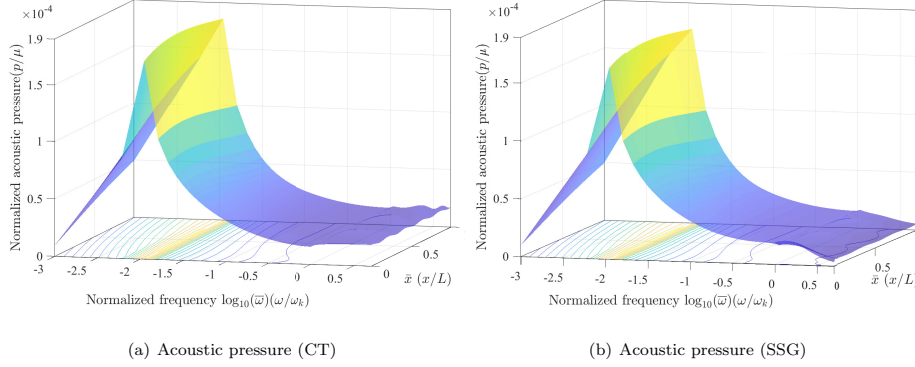 ×10⁻⁴ ×10⁻⁴
1.9 1.9
1.5 1.5
1 1
0.5 0.5
0 0
Normalized acoustic pressure(p/μ) Normalized acoustic pressure(p/μ)
-3 -2.5 -2 -1.5 -1 -0.5 0 0.5 -3 -2.5 -2 -1.5 -1 -0.5 0 0.5
0 0.5 1 0 0.5
x̄ (x/L) x̄ (x/L
Normalized frequency log₁₀(ω̄)(ω/ωₖ) Normalized frequency log₁₀(ω̄)(ω/ωₖ)
(a) Acoustic pressure (CT) (b) Acoustic pressure (SSG)